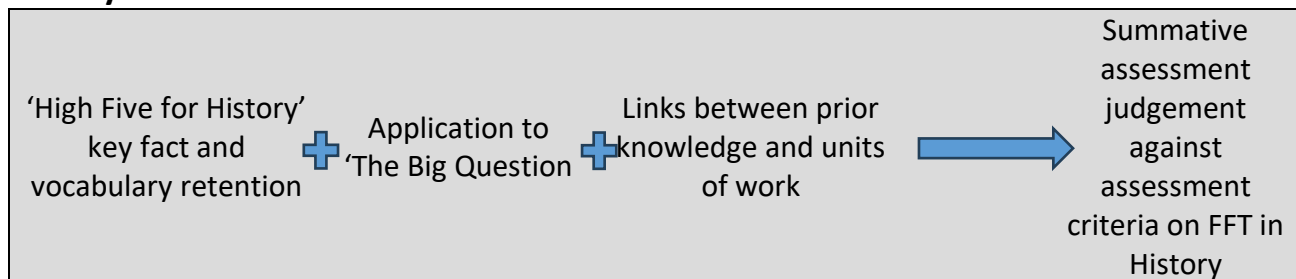 'High Five for History'
key fact and
vocabulary retention
Application to
'The Big Question
Links between prior
knowledge and units
of work
Summative
assessment
judgement
against
assessment
criteria on FFT in
History